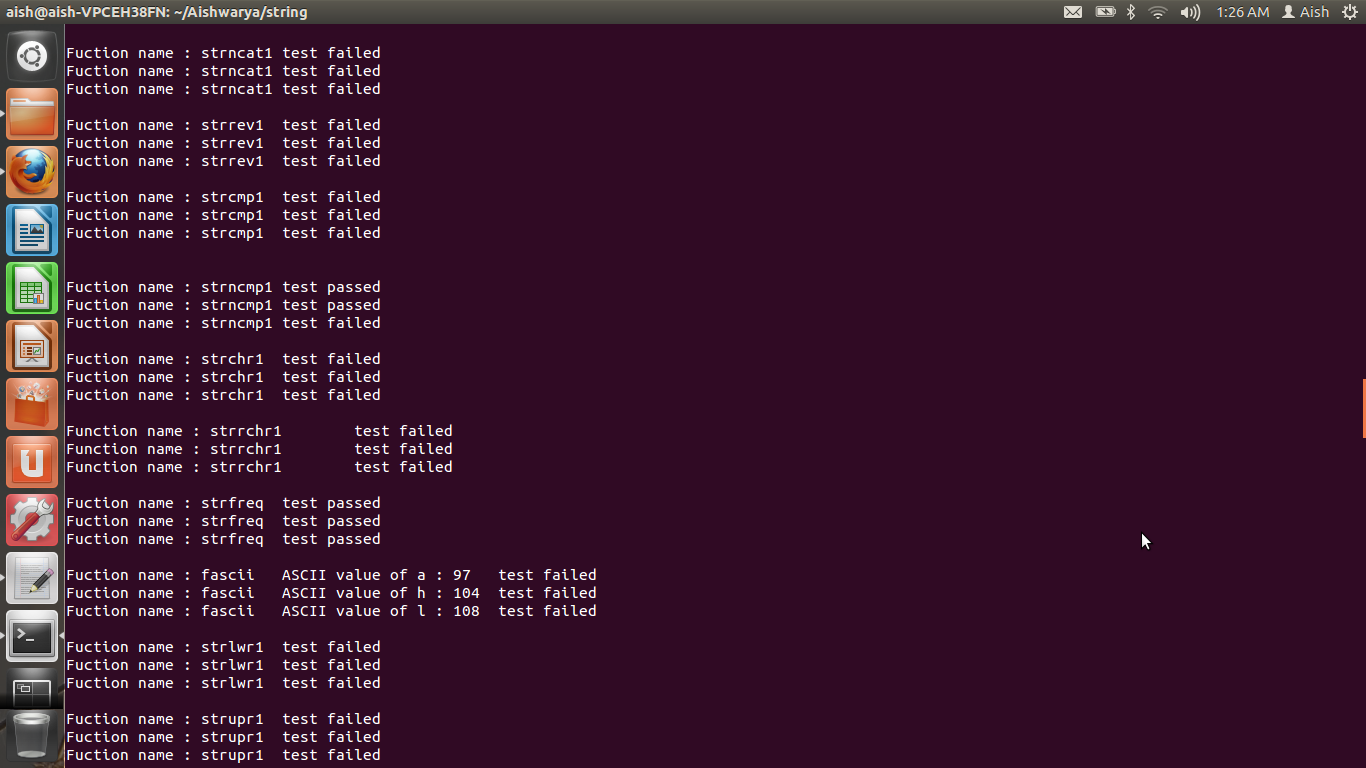 aish@aish-VPCEH38FN: ~/Aishwarya/string
1:26 AM Aish
Fuction name : strncat1 test failed
Fuction name : strncat1 test failed
Fuction name : strncat1 test failed
Fuction name : strrev1 test failed
Fuction name : strrev1 test failed
Fuction name : strrev1 test failed
Fuction name : strcmp1 test failed
Fuction name : strcmp1 test failed
Fuction name : strcmp1 test failed
Fuction name : strncmp1 test passed
Fuction name : strncmp1 test passed
Fuction name : strncmp1 test failed
Fuction name : strchr1 test failed
Fuction name : strchr1 test failed
Fuction name : strchr1 test failed
Function name : strrchr1 test failed
Function name : strrchr1 test failed
Function name : strrchr1 test failed
Fuction name : strfreq test passed
Fuction name : strfreq test passed
Fuction name : strfreq test passed
Fuction name : fascii ASCII value of a : 97 test failed
Fuction name : fascii ASCII value of h : 104 test failed
Fuction name : fascii ASCII value of l : 108 test failed
Fuction name : strlwr1 test failed
Fuction name : strlwr1 test failed
Fuction name : strlwr1 test failed
Fuction name : strupr1 test failed
Fuction name : strupr1 test failed
Fuction name : strupr1 test failed